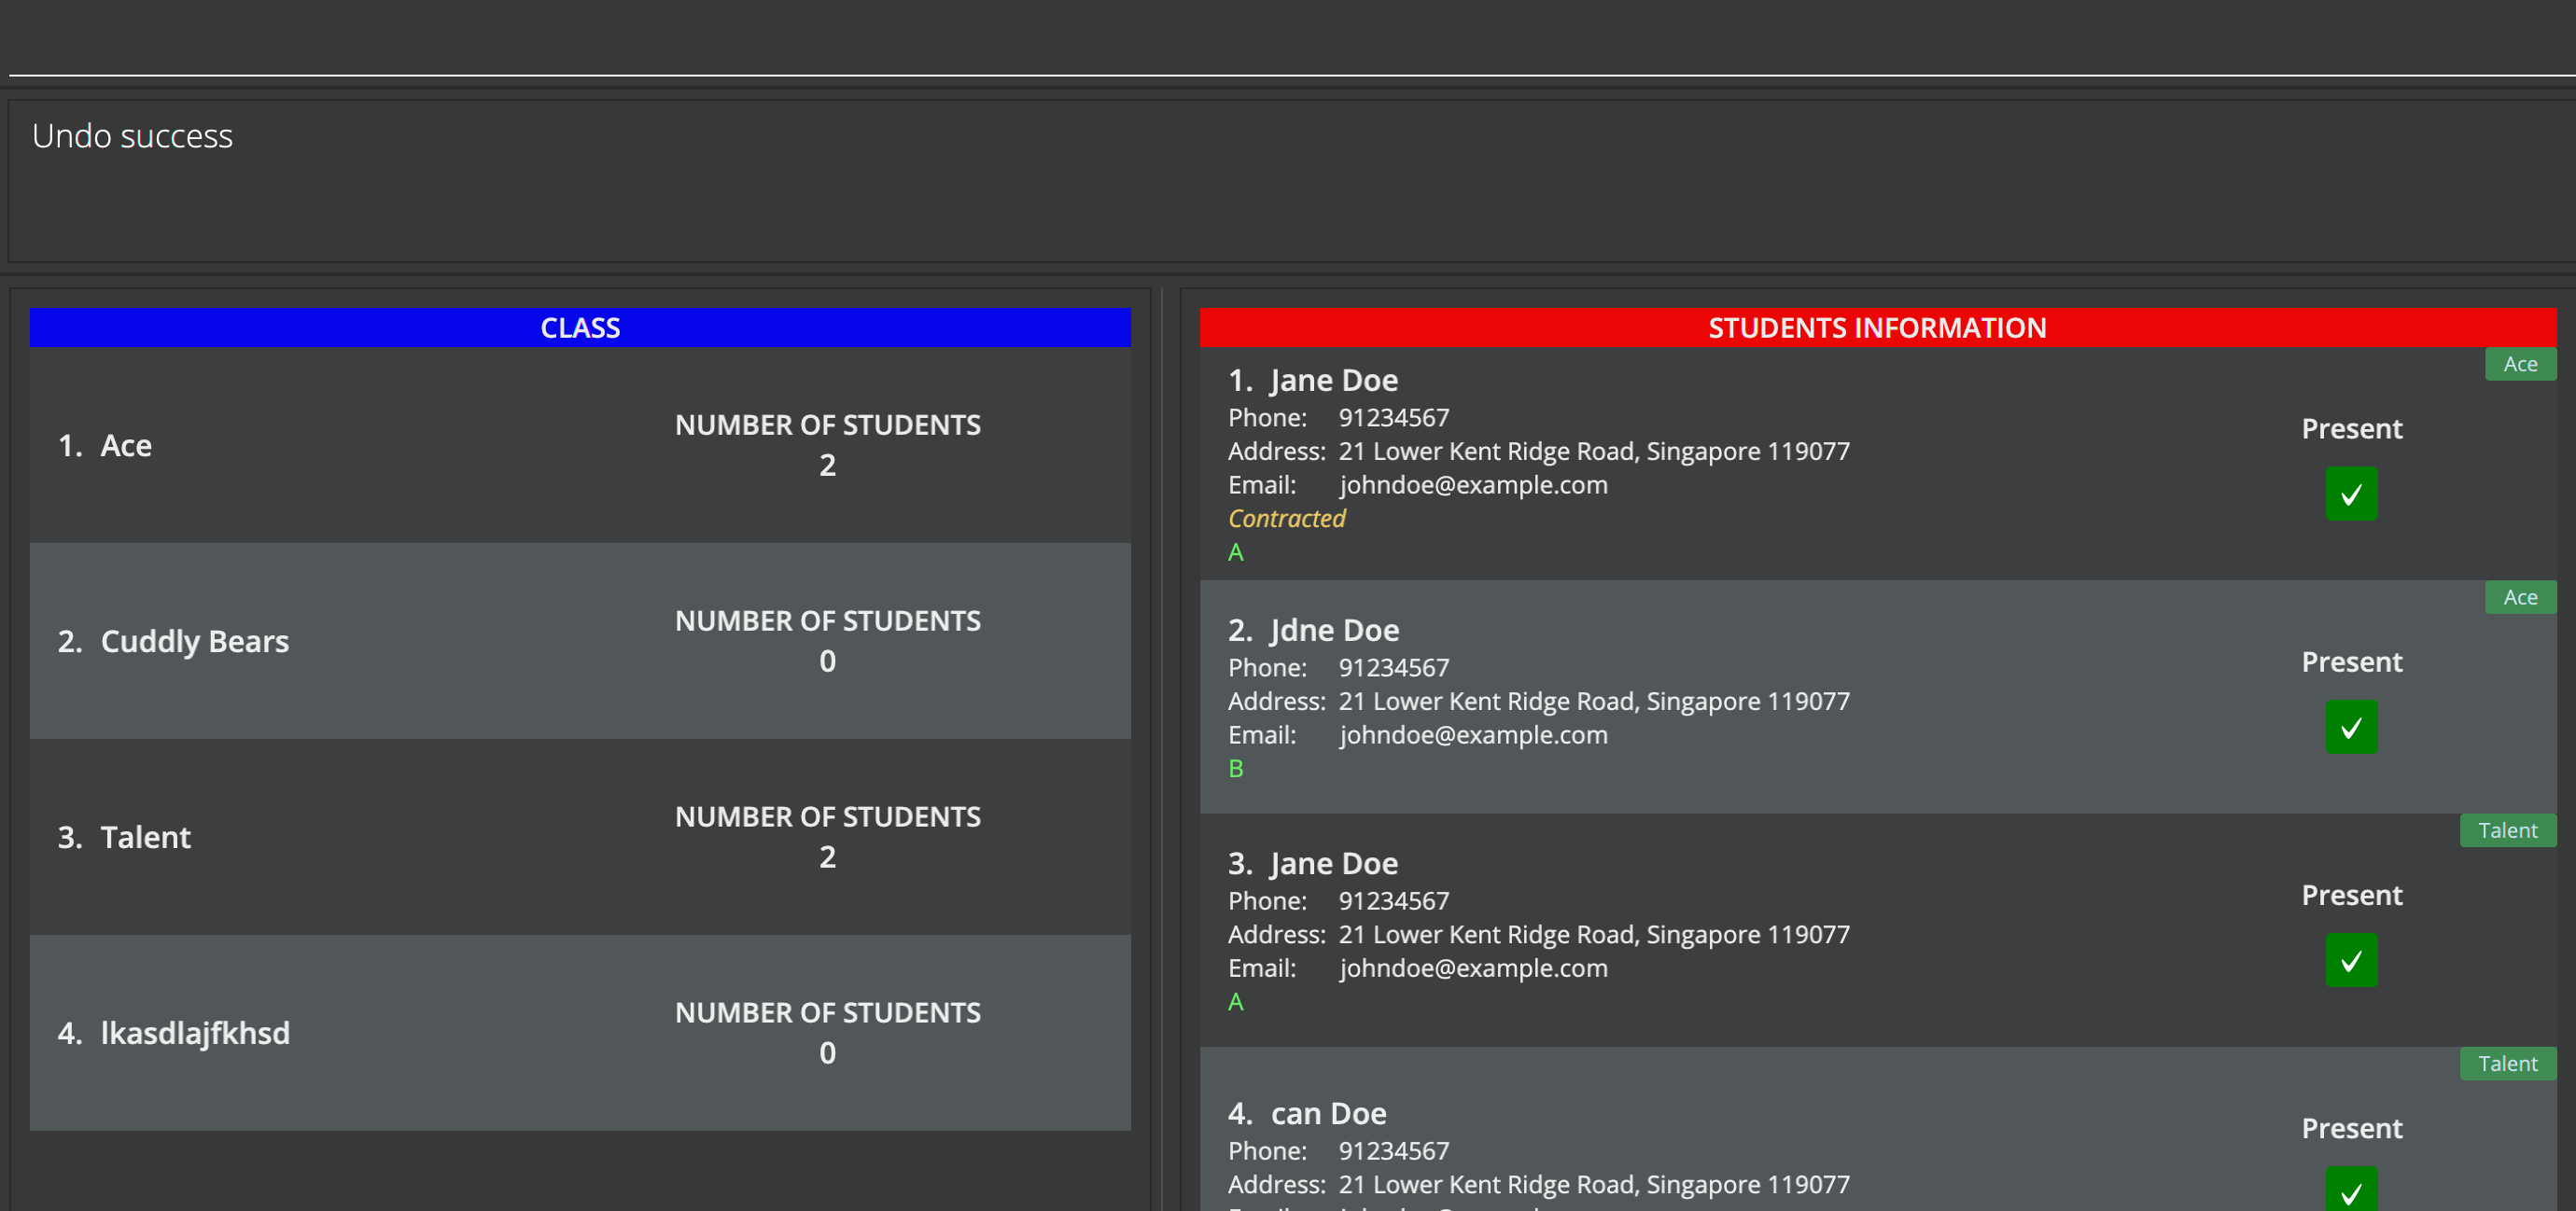 Undo success
CLASS
1. Ace
NUMBER OF STUDENTS
2
2. Cuddly Bears
NUMBER OF STUDENTS
0
3. Talent
NUMBER OF STUDENTS
2
4. lkasdlajfkhsd
NUMBER OF STUDENTS
0
STUDENTS INFORMATION
Ace
1. Jane Doe
Phone: 91234567
Address: 21 Lower Kent Ridge Road, Singapore 119077
Email: johndoe@example.com
Contracted
A
Present
Ace
2. Jdne Doe
Phone: 91234567
Address: 21 Lower Kent Ridge Road, Singapore 119077
Email: johndoe@example.com
B
Present
Talent
3. Jane Doe
Phone: 91234567
Address: 21 Lower Kent Ridge Road, Singapore 119077
Email: johndoe@example.com
A
Present
Talent
4. can Doe
Phone: 91234567
Address: 21 Lower Kent Ridge Road, Singapore 119077
Present